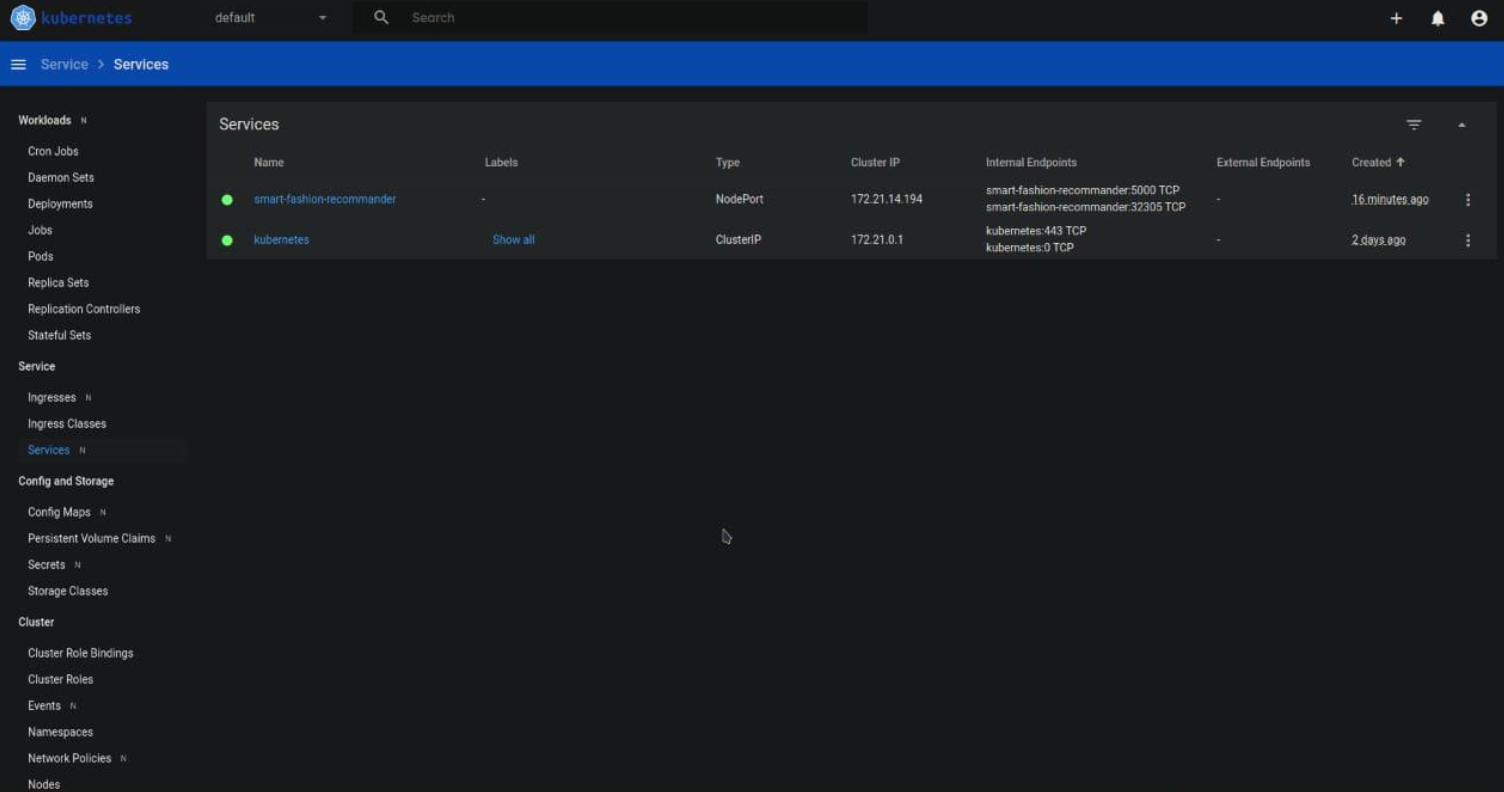 kubernetes default Search
Service > Services
Workloads N
Cron Jobs
Daemon Sets
Deployments
Jobs
Pods
Replica Sets
Replication Controllers
Stateful Sets
Service
Ingresses N
Ingress Classes
Services N
Config and Storage
Config Maps N
Persistent Volume Claims N
Secrets N
Storage Classes
Cluster
Cluster Role Bindings
Cluster Roles
Events N
Namespaces
Network Policies N
Nodes
Services
Name Labels Type Cluster IP Internal Endpoints External Endpoints Created
smart-fashion-recommander - NodePort 172.21.14.194 smart-fashion-recommander:5000 TCP - 16 minutes ago
smart-fashion-recommander:32305 TCP
kubernetes Show all ClusterIP 172.21.0.1 kubernetes:443 TCP - 2 days ago
kubernetes:0 TCP